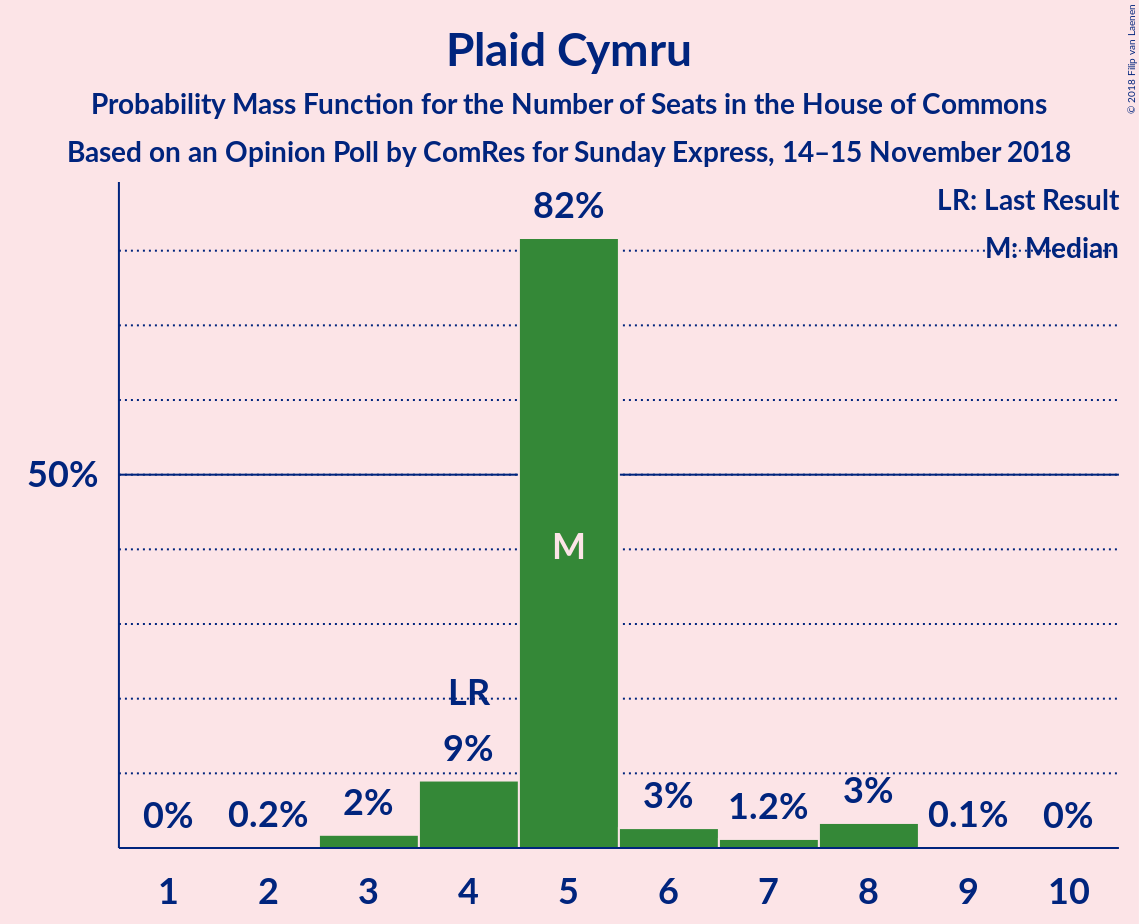 Plaid Cymru
Probability Mass Function for the Number of Seats in the House of Commons
Based on an Opinion Poll by ComRes for Sunday Express, 14–15 November 2018
© 2018 Filip van Laenen
LR: Last Result
M: Median
82%
50%
M
LR
9%
0% 0.2% 2% 3% 1.2% 3% 0.1% 0%
1 2 3 4 5 6 7 8 9 10